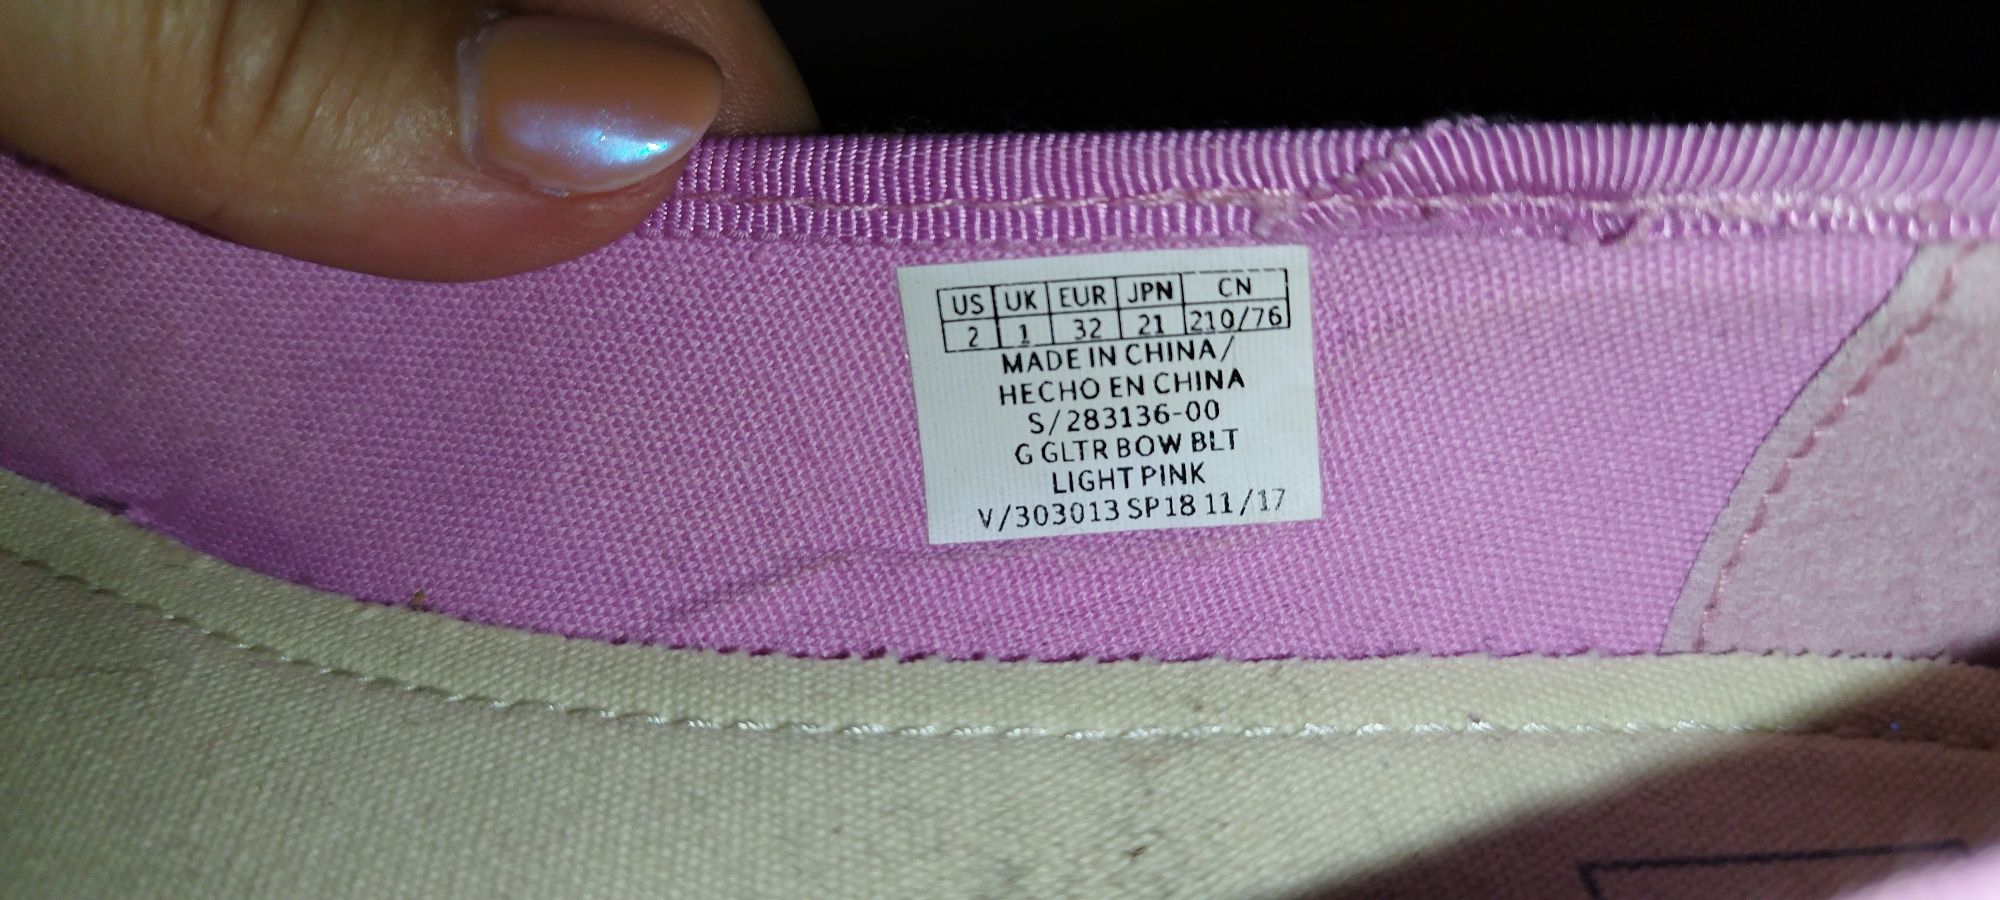 US UK EUR JPN CN
2 1 32 21 210/76
MADE IN CHINA/
HECHO EN CHINA
S/283136-00
G GLTR BOW BLT
LIGHT PINK
V/303013 SP18 11/17